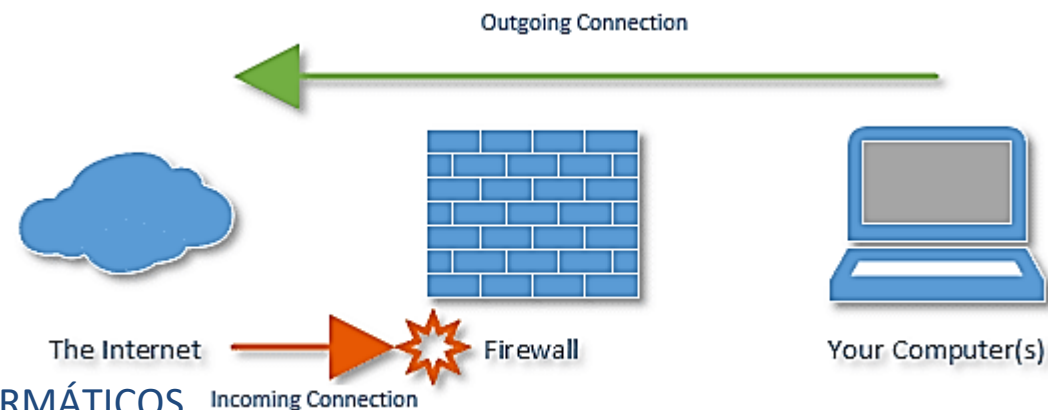 Outgoing Connection
The Internet
Firewall
Your Computer(s)
RMÁTICOS
Incoming Connection